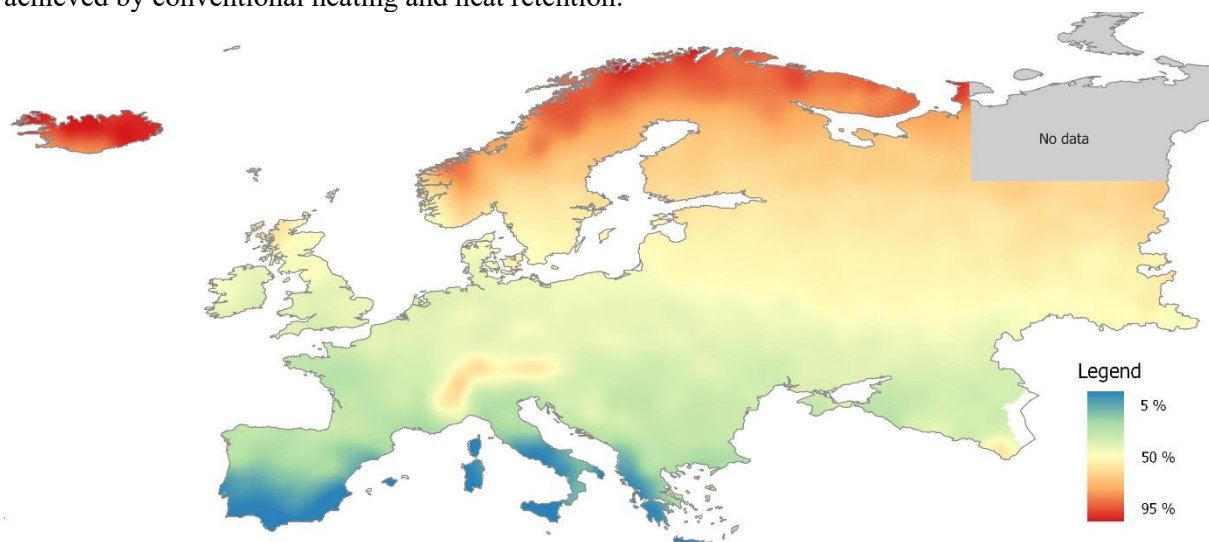 achieved by conventional heating and heat retention.
No data
Legend
5 %
50 %
95 %